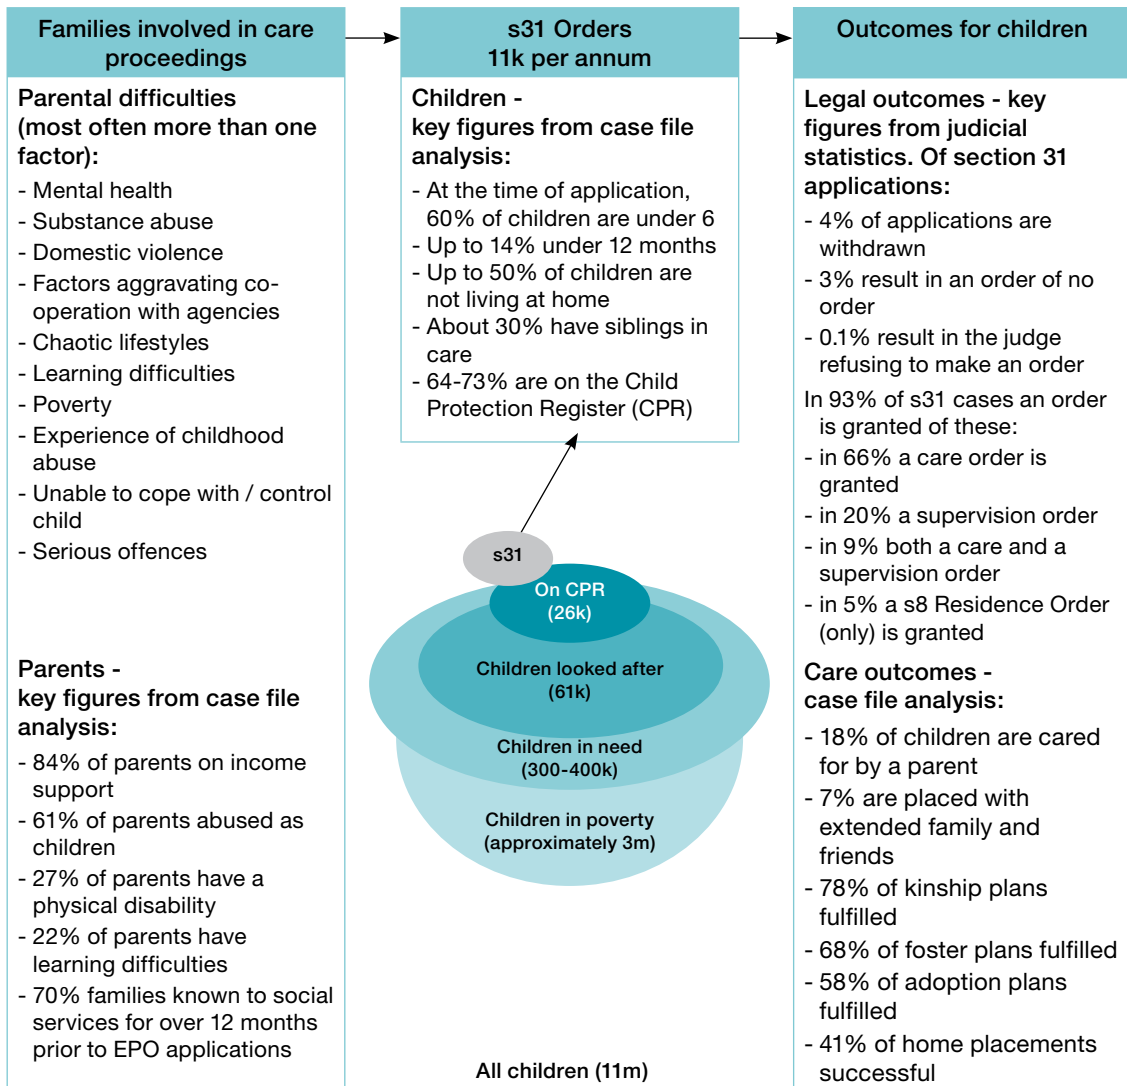 Families involved in care
proceedings
Parental difficulties
(most often more than one
factor):
- Mental health
- Substance abuse
- Domestic violence
- Factors aggravating co-
operation with agencies
- Chaotic lifestyles
- Learning difficulties
- Poverty
- Experience of childhood
abuse
- Unable to cope with / control
child
- Serious offences
Parents -
key figures from case file
analysis:
- 84% of parents on income
support
- 61% of parents abused as
children
- 27% of parents have a
physical disability
- 22% of parents have
learning difficulties
- 70% families known to social
services for over 12 months
prior to EPO applications
s31 Orders
11k per annum
Children -
key figures from case file
analysis:
- At the time of application,
60% of children are under 6
- Up to 14% under 12 months
- Up to 50% of children are
not living at home
- About 30% have siblings in
care
- 64-73% are on the Child
Protection Register (CPR)
s31
On CPR
(26k)
Children looked after
(61k)
Children in need
(300-400k)
Children in poverty
(approximately 3m)
All children (11m)
Outcomes for children
Legal outcomes - key
figures from judicial
statistics. Of section 31
applications:
- 4% of applications are
withdrawn
- 3% result in an order of no
order
- 0.1% result in the judge
refusing to make an order
In 93% of s31 cases an order
is granted of these:
- in 66% a care order is
granted
- in 20% a supervision order
- in 9% both a care and a
supervision order
- in 5% a s8 Residence Order
(only) is granted
Care outcomes -
case file analysis:
- 18% of children are cared
for by a parent
- 7% are placed with
extended family and
friends
- 78% of kinship plans
fulfilled
- 68% of foster plans fulfilled
- 58% of adoption plans
fulfilled
- 41% of home placements
successful